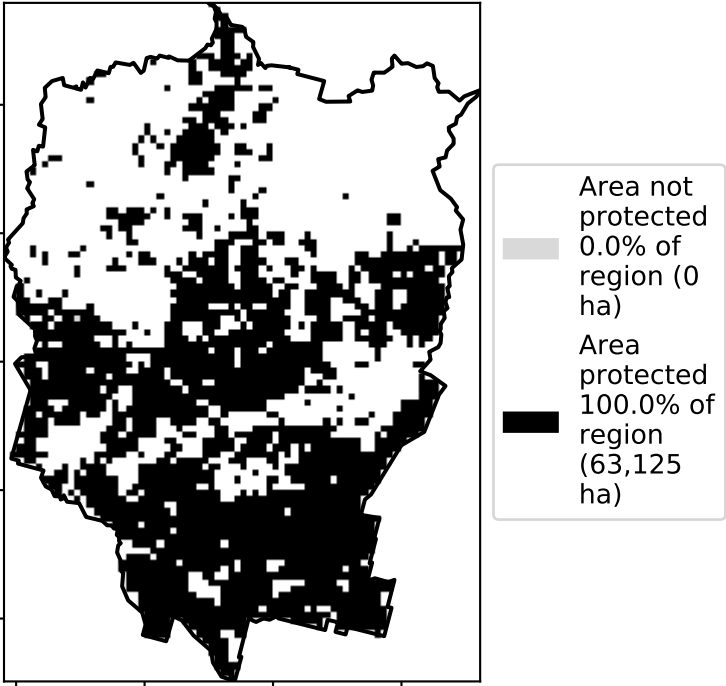 Area not
protected
0.0% of
region (0
ha)
Area
protected
100.0% of
region
(63,125
ha)